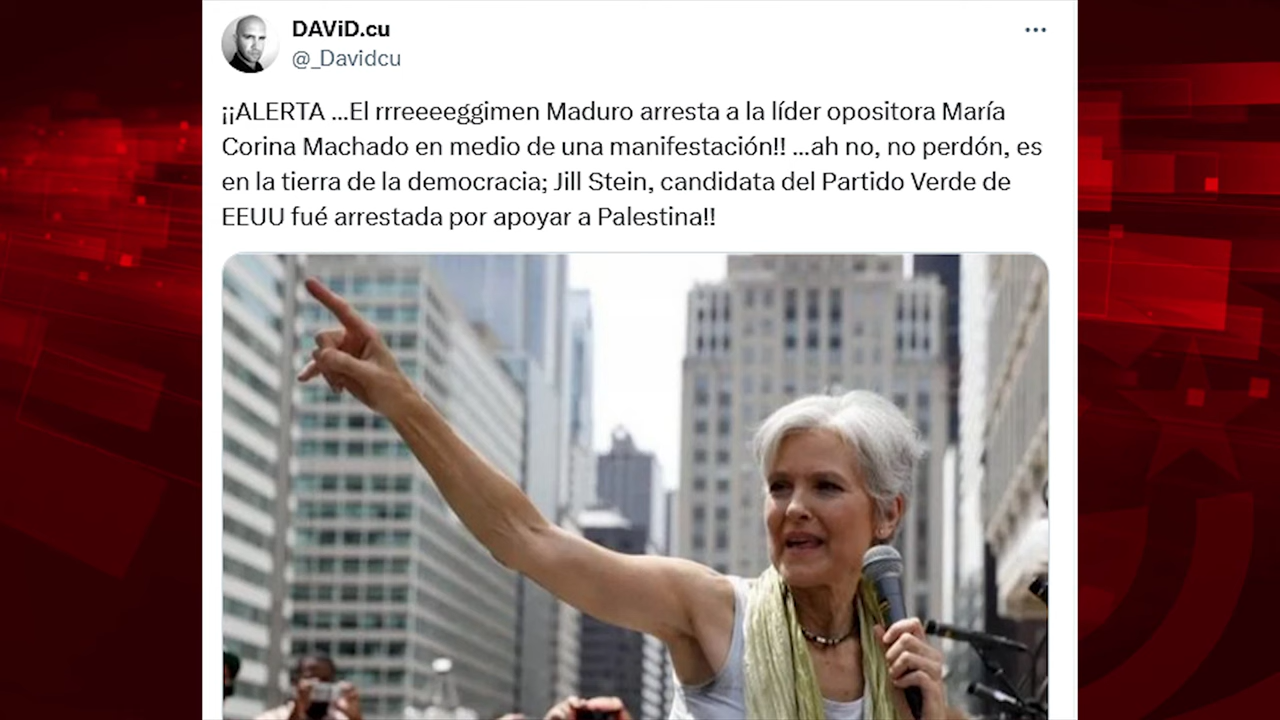 DAViD.cu
@_Davidcu
¡¡ALERTA ...El rrreeeeggimen Maduro arresta a la líder opositora María
Corina Machado en medio de una manifestación!! ...ah no, no perdón, es
en la tierra de la democracia; Jill Stein, candidata del Partido Verde de
EEUU fué arrestada por apoyar a Palestina!!